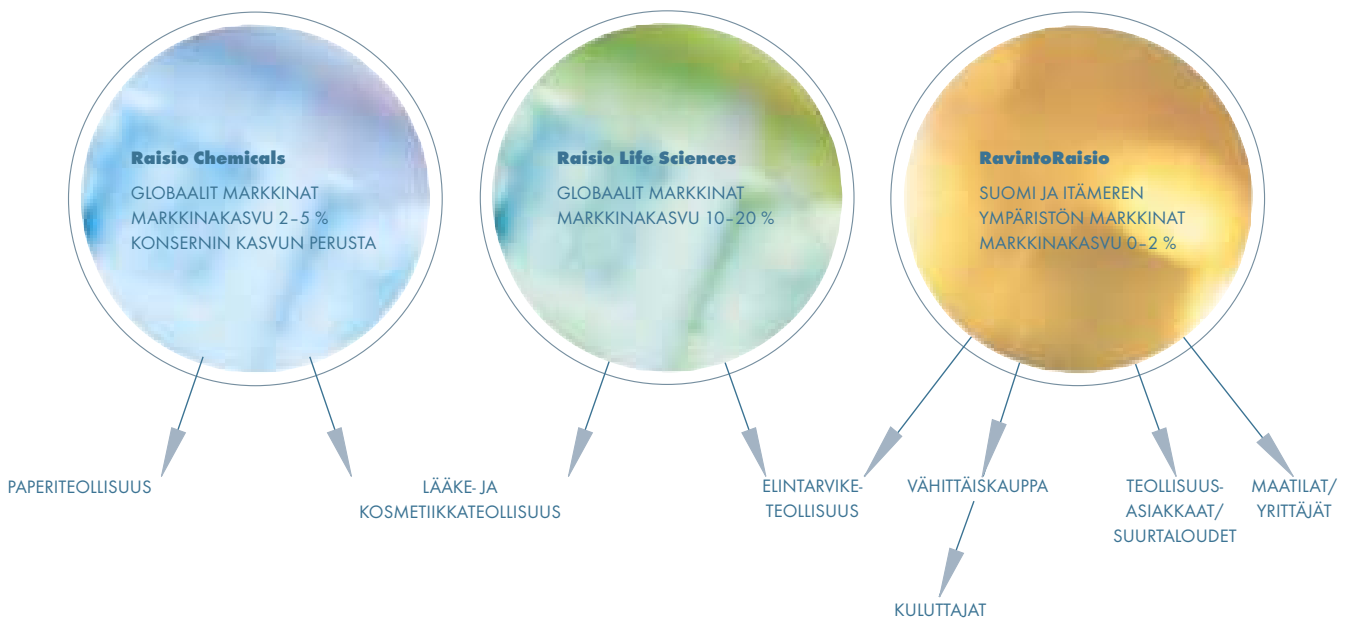 Raisio Chemicals
GLOBAALIT MARKKINAT
MARKKINAKASVU 2–5 %
KONSERNIN KASVUN PERUSTA
Raisio Life Sciences
GLOBAALIT MARKKINAT
MARKKINAKASVU 10–20 %
RavintoRaisio
SUOMI JA ITÄMEREN
YMPÄRISTÖN MARKKINAT
MARKKINAKASVU 0–2 %
PAPERITEOLLISUUS
LÄÄKE- JA
KOSMETIIKKATEOLLISUUS
ELINTARVIKE-
TEOLLISUUS
VÄHITTÄISKAUPPA
TEOLLISUUS-
ASIAKKAAT/
SUURTALOUDET
MAATILAT/
YRITTÄJÄT
KULUTTAJAT